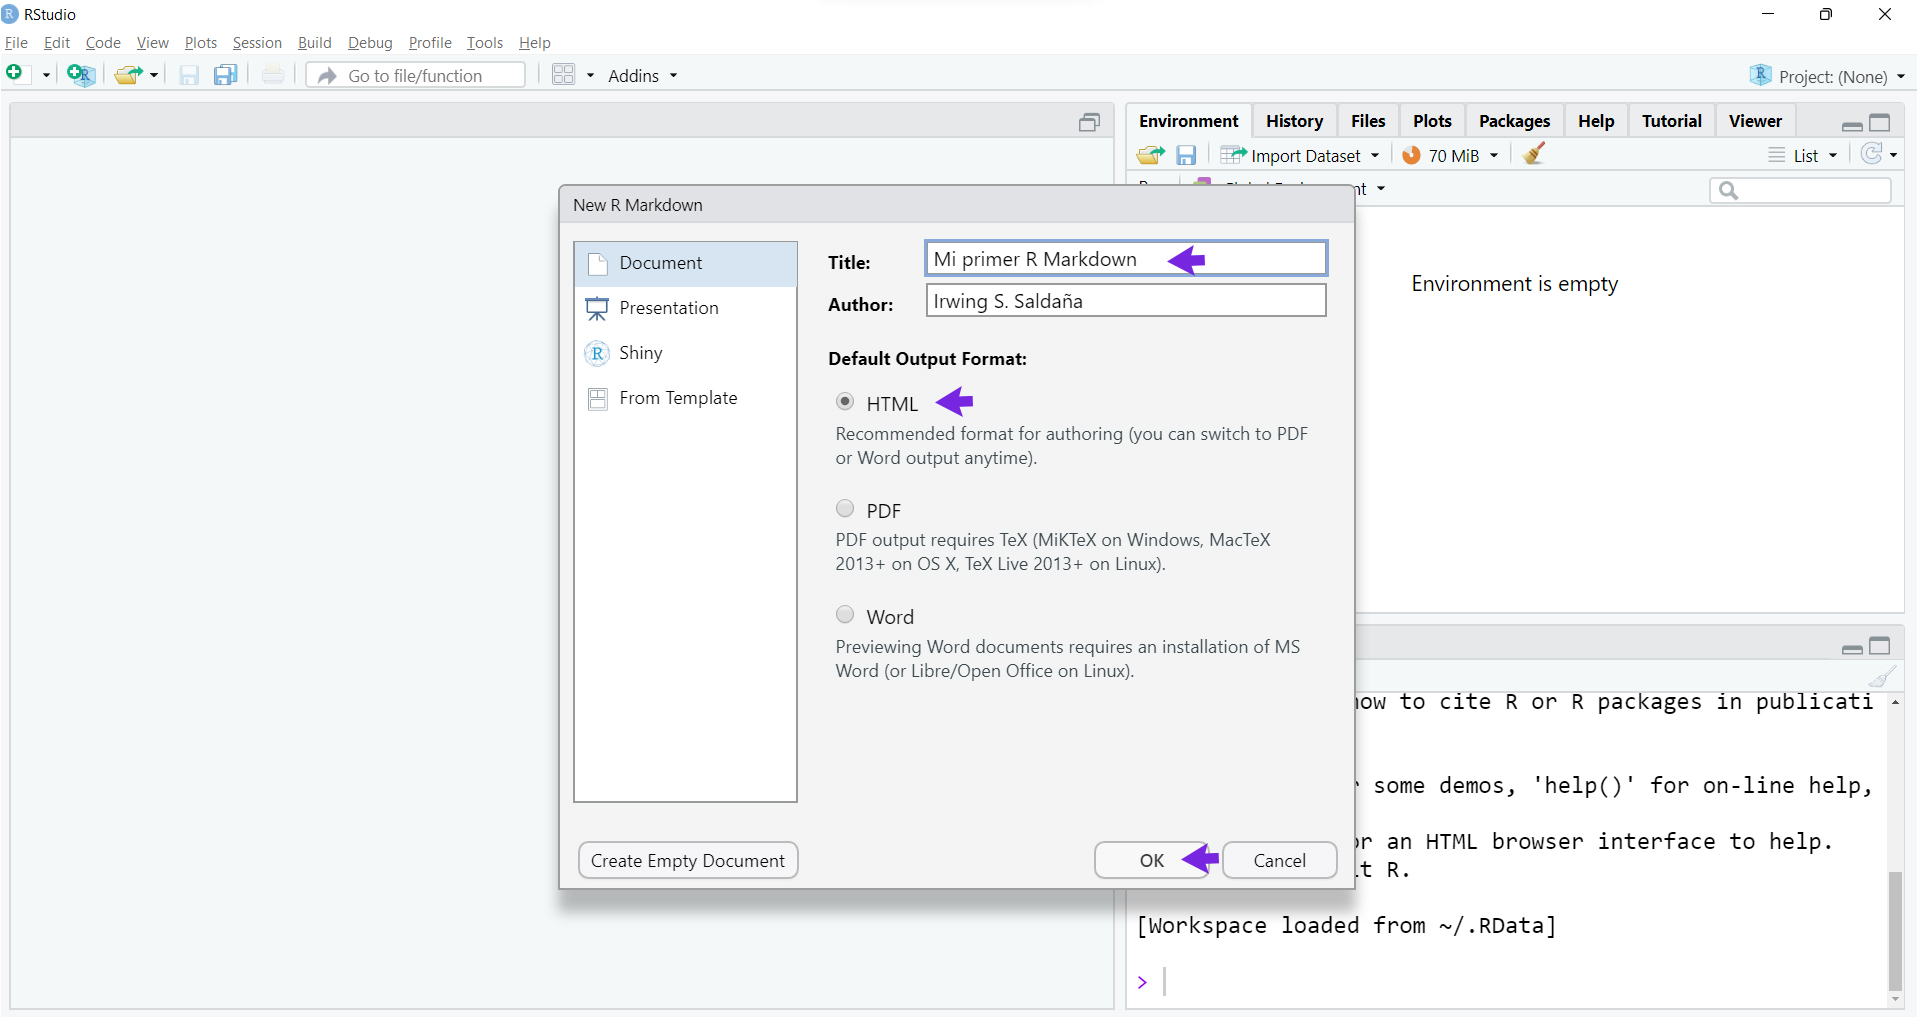 RStudio
File Edit Code View Plots Session Build Debug Profile Tools Help
Go to file/function Addins Project: (None)
Environment History Files Plots Packages Help Tutorial Viewer
Import Dataset 70 MiB List
New R Markdown
Document
Presentation
Shiny
From Template
Title: Mi primer R Markdown
Author: Irwing S. Saldaña
Default Output Format:
HTML
Recommended format for authoring (you can switch to PDF
or Word output anytime).
PDF
PDF output requires TeX (MiKTeX on Windows, MacTeX
2013+ on OS X, TeX Live 2013+ on Linux).
Word
Previewing Word documents requires an installation of MS
Word (or Libre/Open Office on Linux).
Create Empty Document OK Cancel
Environment is empty
to cite R or R packages in publicati
some demos, 'help()' for on-line help,
an HTML browser interface to help.
R.
[Workspace loaded from ~/.RData]
>